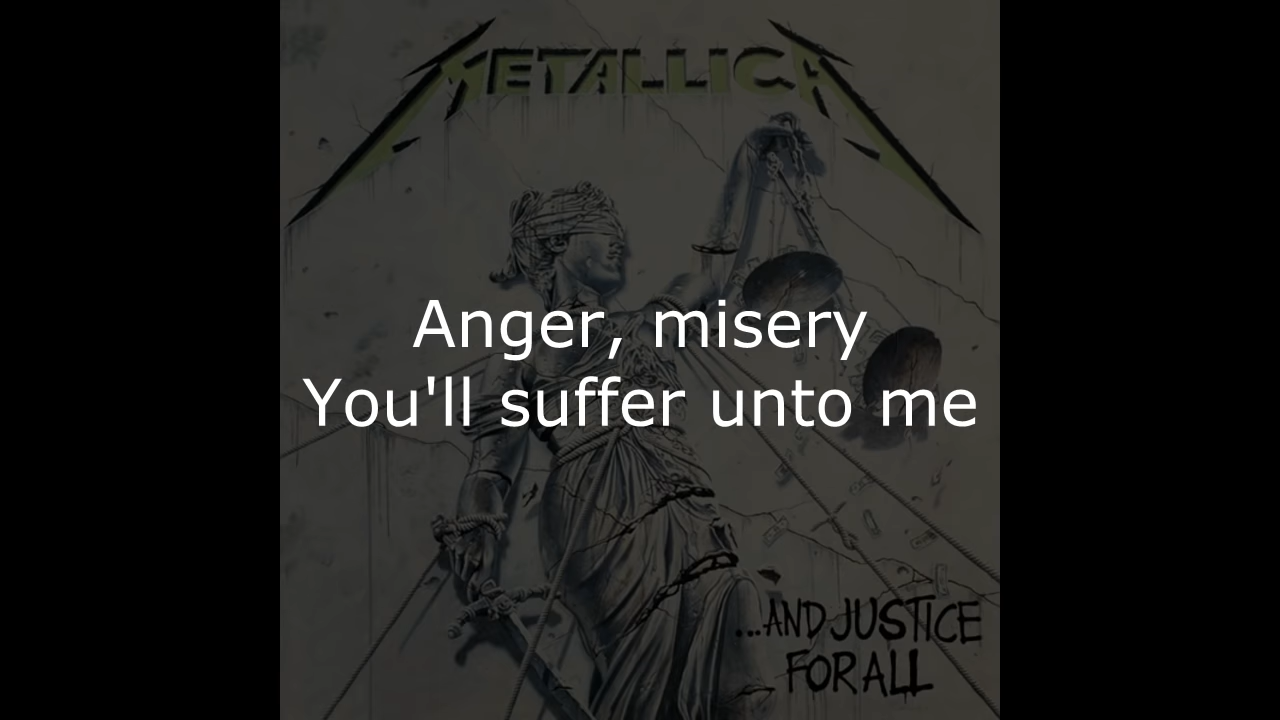 METALLICA
Anger, misery
You'll suffer unto me
...AND JUSTICE
FOR ALL